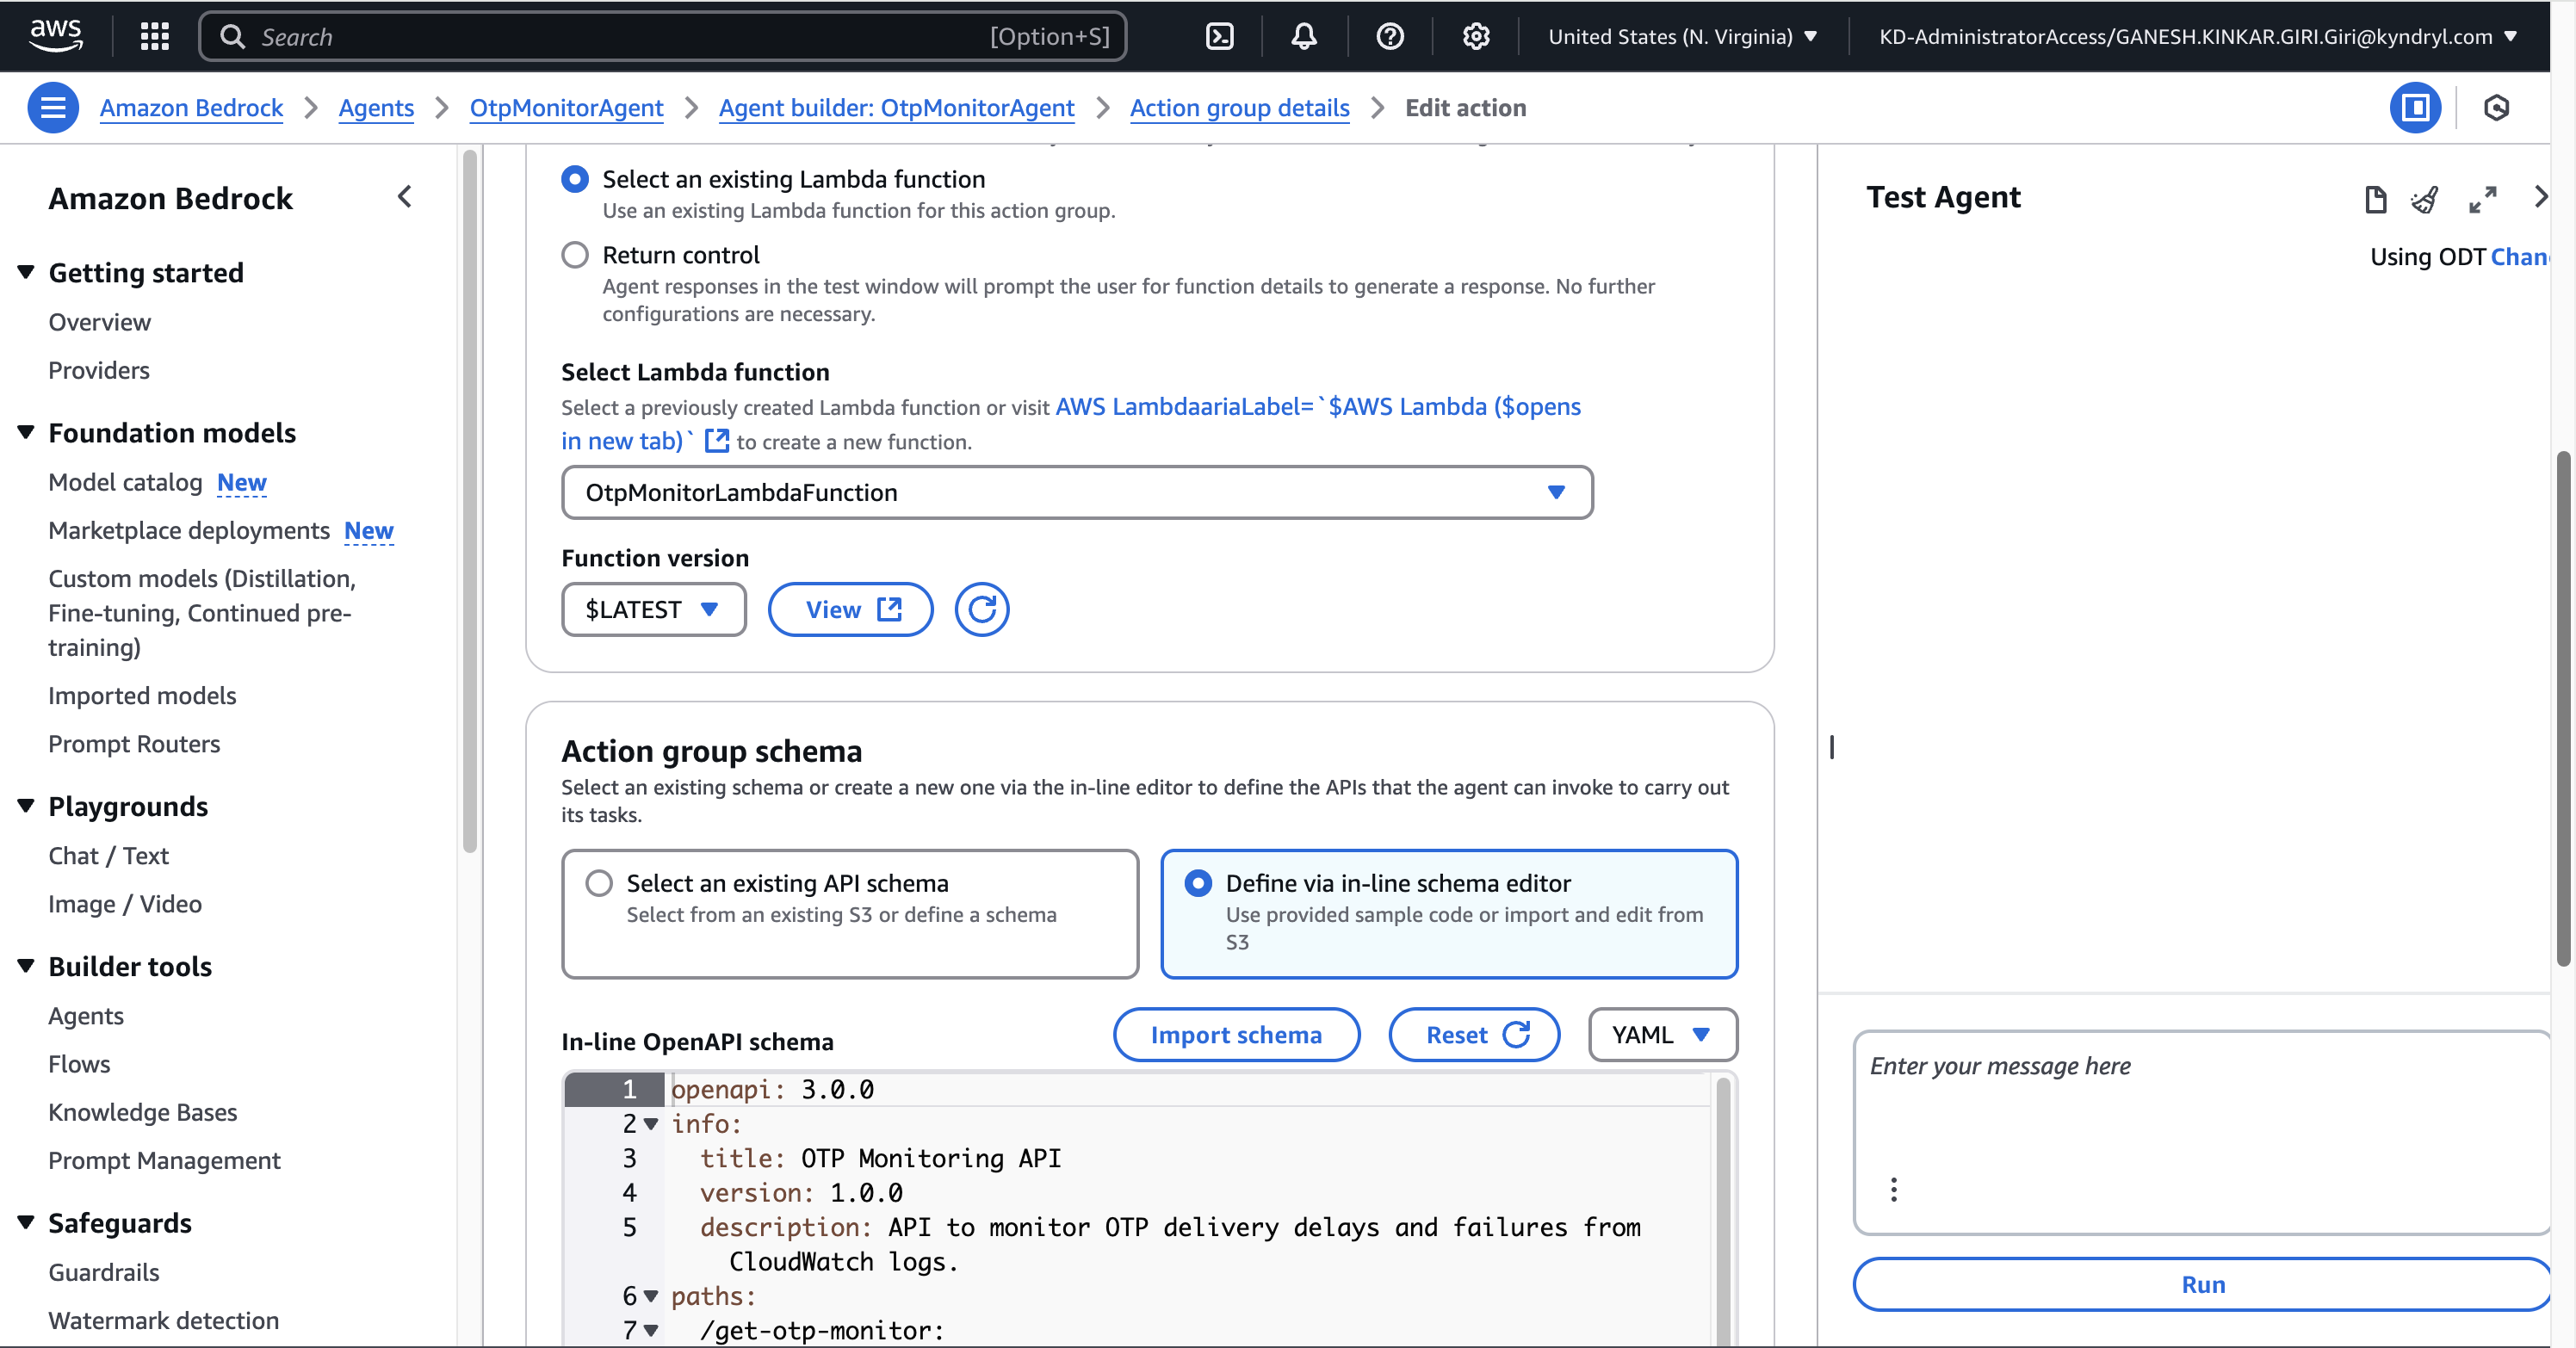 aws
Search
[Option+S]
United States (N. Virginia)
KD-AdministratorAccess/GANESH.KINKAR.GIRI.Giri@kyndryl.com
Amazon Bedrock
Agents
OtpMonitorAgent
Agent builder: OtpMonitorAgent
Action group details
Edit action
Amazon Bedrock
Getting started
Overview
Providers
Foundation models
Model catalog New
Marketplace deployments New
Custom models (Distillation,
Fine-tuning, Continued pre-
training)
Imported models
Prompt Routers
Playgrounds
Chat / Text
Image / Video
Builder tools
Agents
Flows
Knowledge Bases
Prompt Management
Safeguards
Guardrails
Watermark detection
Select an existing Lambda function
Use an existing Lambda function for this action group.
Return control
Agent responses in the test window will prompt the user for function details to generate a response. No further
configurations are necessary.
Select Lambda function
Select a previously created Lambda function or visit AWS LambdaariaLabel=`$AWS Lambda ($opens
in new tab)` to create a new function.
OtpMonitorLambdaFunction
Function version
$LATEST
View
Action group schema
Select an existing schema or create a new one via the in-line editor to define the APIs that the agent can invoke to carry out
its tasks.
Select an existing API schema
Select from an existing S3 or define a schema
Define via in-line schema editor
Use provided sample code or import and edit from
S3
In-line OpenAPI schema
Import schema
Reset
YAML
1 openapi: 3.0.0
2 info:
3 title: OTP Monitoring API
4 version: 1.0.0
5 description: API to monitor OTP delivery delays and failures from
CloudWatch logs.
6 paths:
7 /get-otp-monitor:
Test Agent
Using ODT Chan
Enter your message here
Run